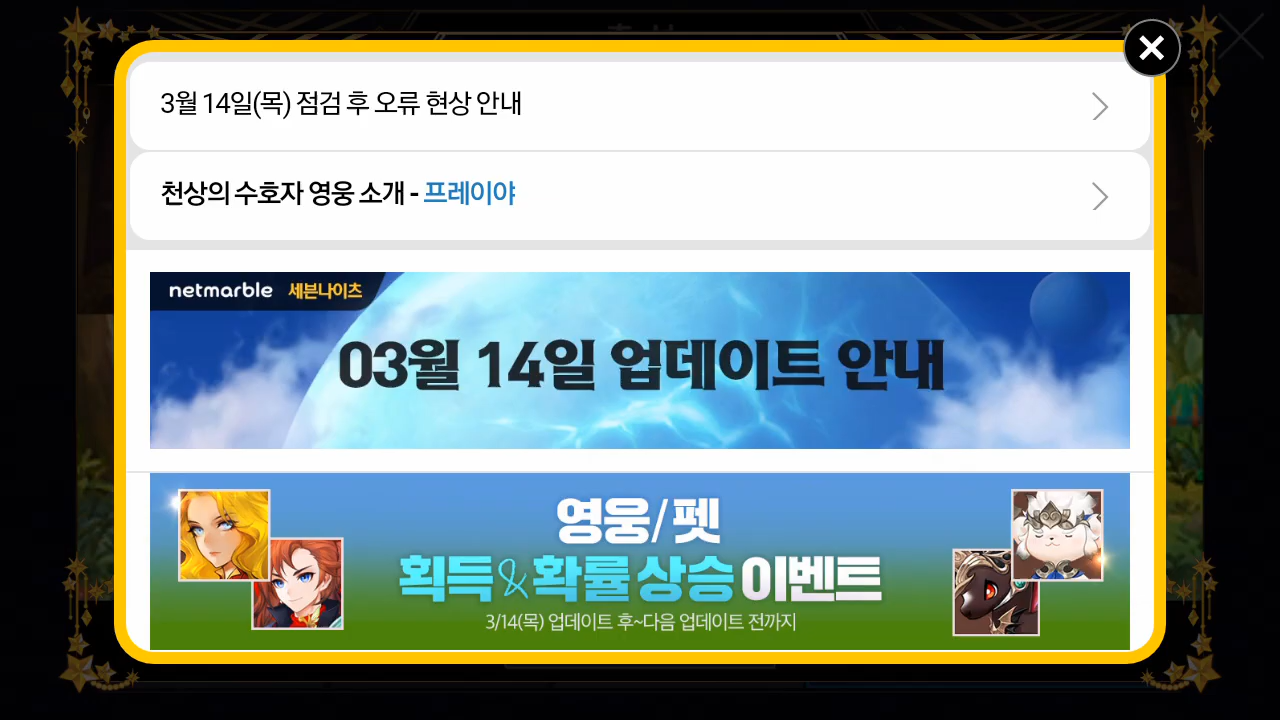 3월 14일(목) 점검 후 오류 현상 안내
천상의 수호자 영웅 소개 - 프레이야
netmarble 세븐나이츠
03월 14일 업데이트 안내
영웅/펫
획득&확률 상승 이벤트
3/14(목) 업데이트 후~다음 업데이트 전까지